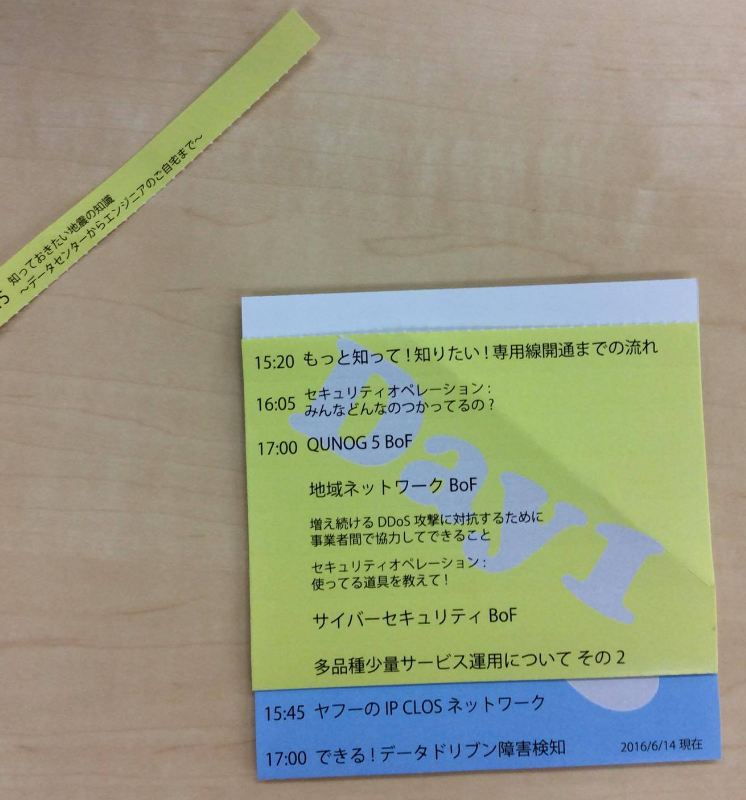 知っておきたい地震の知識
～データセンターからエンジニアのご自宅まで～
15:20 もっと知って！知りたい！専用線開通までの流れ
16:05 セキュリティオペレーション：
みんなどんなのつかってるの？
17:00 QUNOG 5 BoF
地域ネットワーク BoF
増え続ける DDoS 攻撃に対抗するために
事業者間で協力してできること
セキュリティオペレーション：
使ってる道具を教えて！
サイバーセキュリティ BoF
多品種少量サービス運用について その 2
Day1
15:45 ヤフーの IP CLOS ネットワーク
17:00 できる！データドリブン障害検知
2016/6/14 現在